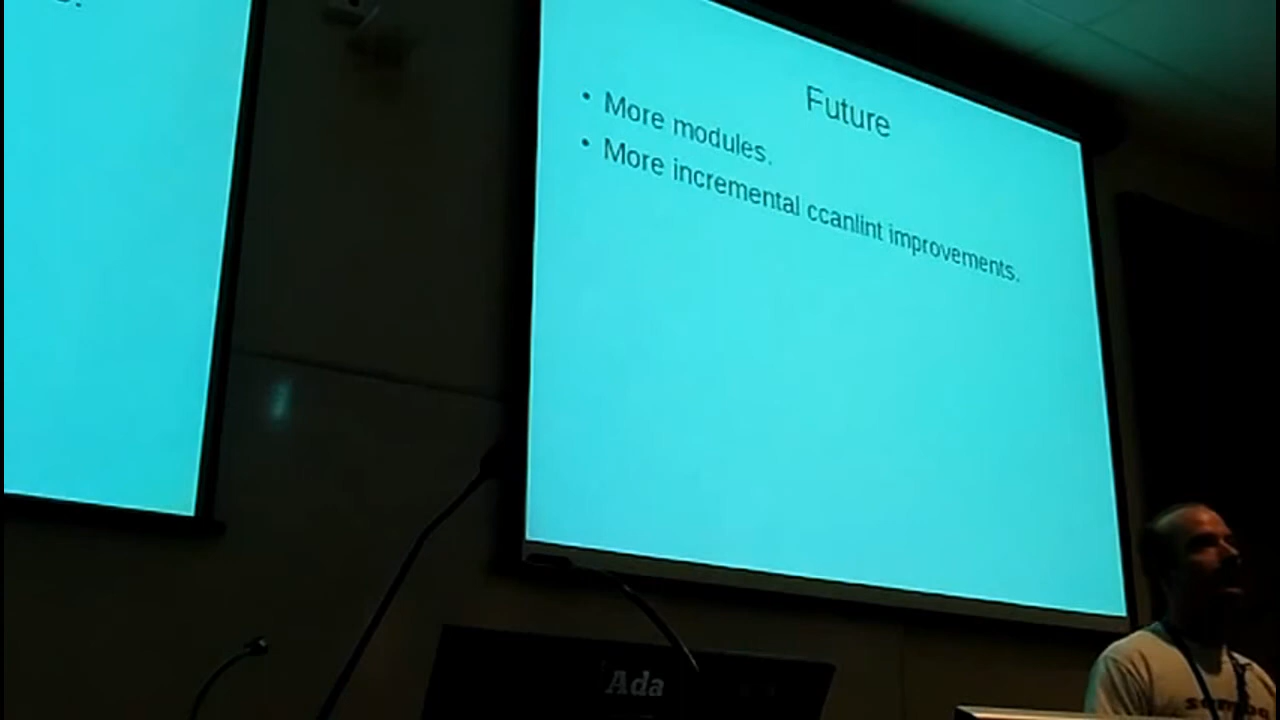 Future
• More modules.
• More incremental ccanlint improvements.
Ada